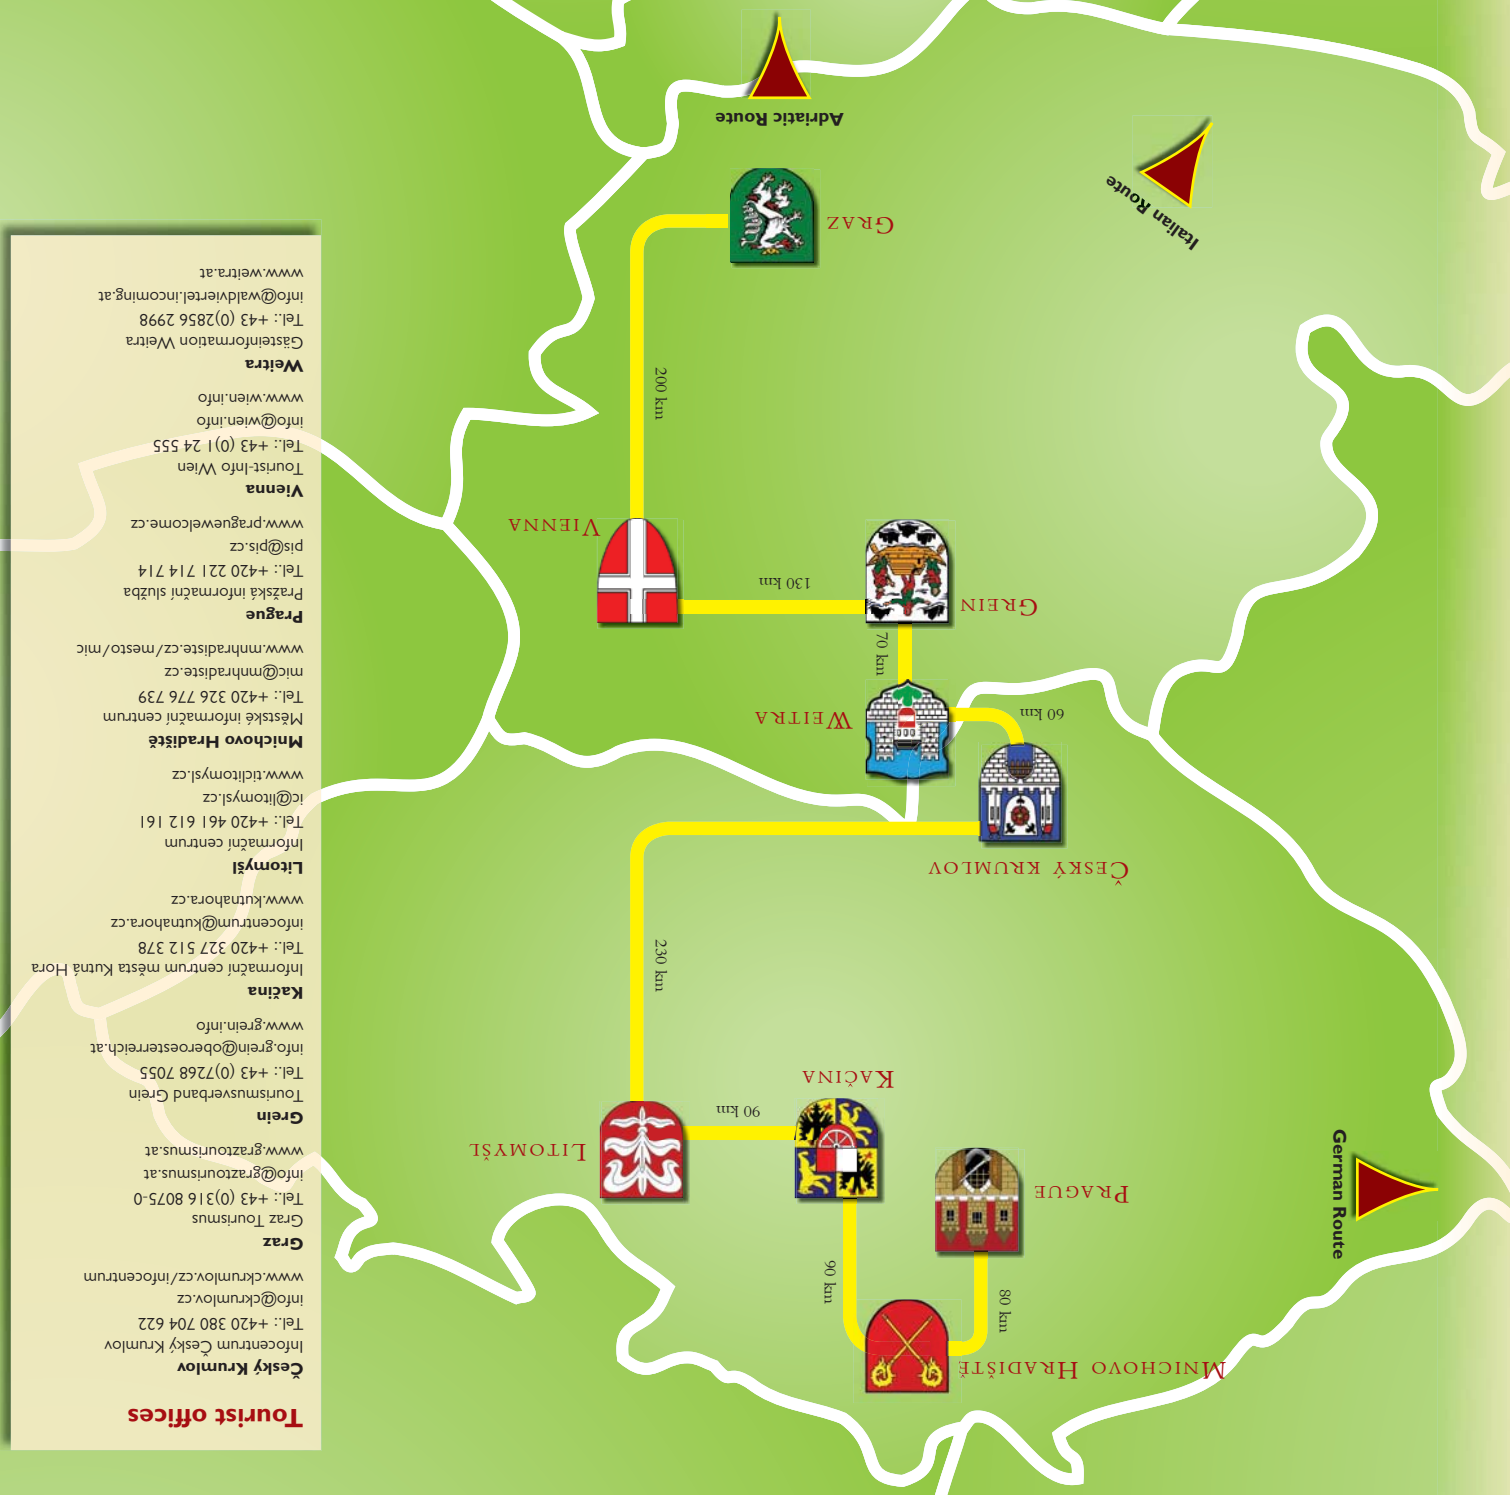 Tourist offices
Český Krumlov
Infocentrum Český Krumlov
Tel.: +420 380 704 622
info@ckrumlov.cz
www.ckrumlov.cz/infocentrum
Graz
Graz Tourismus
Tel.: +43 (0)316 8075-0
info@graztourismus.at
www.graztourismus.at
Grein
Tourismusverband Grein
Tel.: +43 (0)7268 7055
info.grein@oberoesterreich.at
www.grein.info
Kačina
Informační centrum města Kutná Hora
Tel.: +420 327 512 378
infocentrum@kutnahora.cz
www.kutnahora.cz
Litomyšl
Informační centrum
Tel.: +420 461 612 161
ic@litomysl.cz
www.ticlitomysl.cz
Mnichovo Hradiště
Městské informační centrum
Tel.: +420 326 776 739
mic@mnhradiste.cz
www.mnhradiste.cz/mesto/mic
Prague
Pražská informační služba
Tel.: +420 221 714 714
pis@pis.cz
www.praguewelcome.cz
Vienna
Tourist-Info Wien
Tel.: +43 (0)1 24 555
info@wien.info
www.wien.info
Weitra
Gästeinformation Weitra
Tel.: +43 (0)2856 2998
info@waldviertel.incoming.at
www.weitra.at
Mnichovo Hradiště
80 km
90 km
German Route
Prague
Litomyšl
90 km
Kačina
230 km
Český krumlov
60 km
Weitra
70 km
Grein
130 km
Vienna
200 km
Graz
Italian Route
Adriatic Route